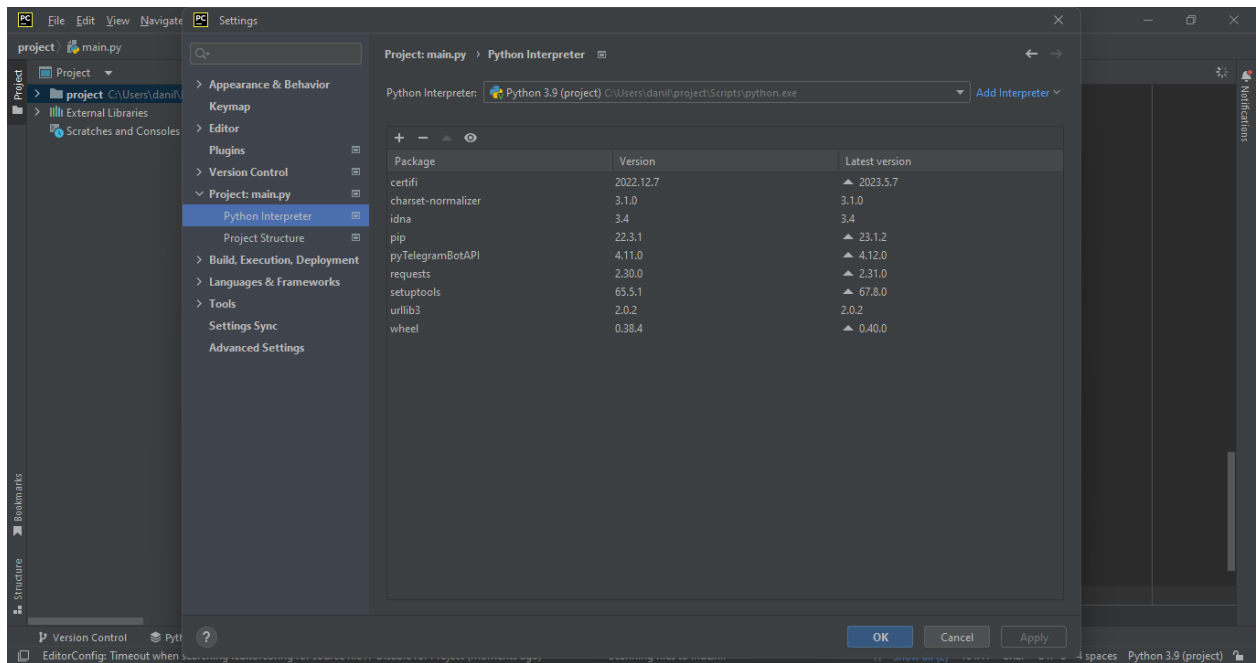 PC File Edit View Navigate PC Settings
project main.py
Project
Project: main.py Python Interpreter
Project
project C:\Users\danil\
External Libraries
Scratches and Consoles
Appearance & Behavior
Keymap
Editor
Plugins
Version Control
Project: main.py
Python Interpreter
Project Structure
Build, Execution, Deployment
Languages & Frameworks
Tools
Settings Sync
Advanced Settings
Python Interpreter: Python 3.9 (project) C:\Users\danil\project\Scripts\python.exe Add Interpreter
Package Version Latest version
certifi 2022.12.7 2023.5.7
charset-normalizer 3.1.0 3.1.0
idna 3.4 3.4
pip 22.3.1 23.1.2
pyTelegramBotAPI 4.11.0 4.12.0
requests 2.30.0 2.31.0
setuptools 65.5.1 67.8.0
urllib3 2.0.2 2.0.2
wheel 0.38.4 0.40.0
Notifications
Bookmarks
Structure
? OK Cancel Apply
Version Control Pyth
EditorConfig: Timeout when 4 spaces Python 3.9 (project)